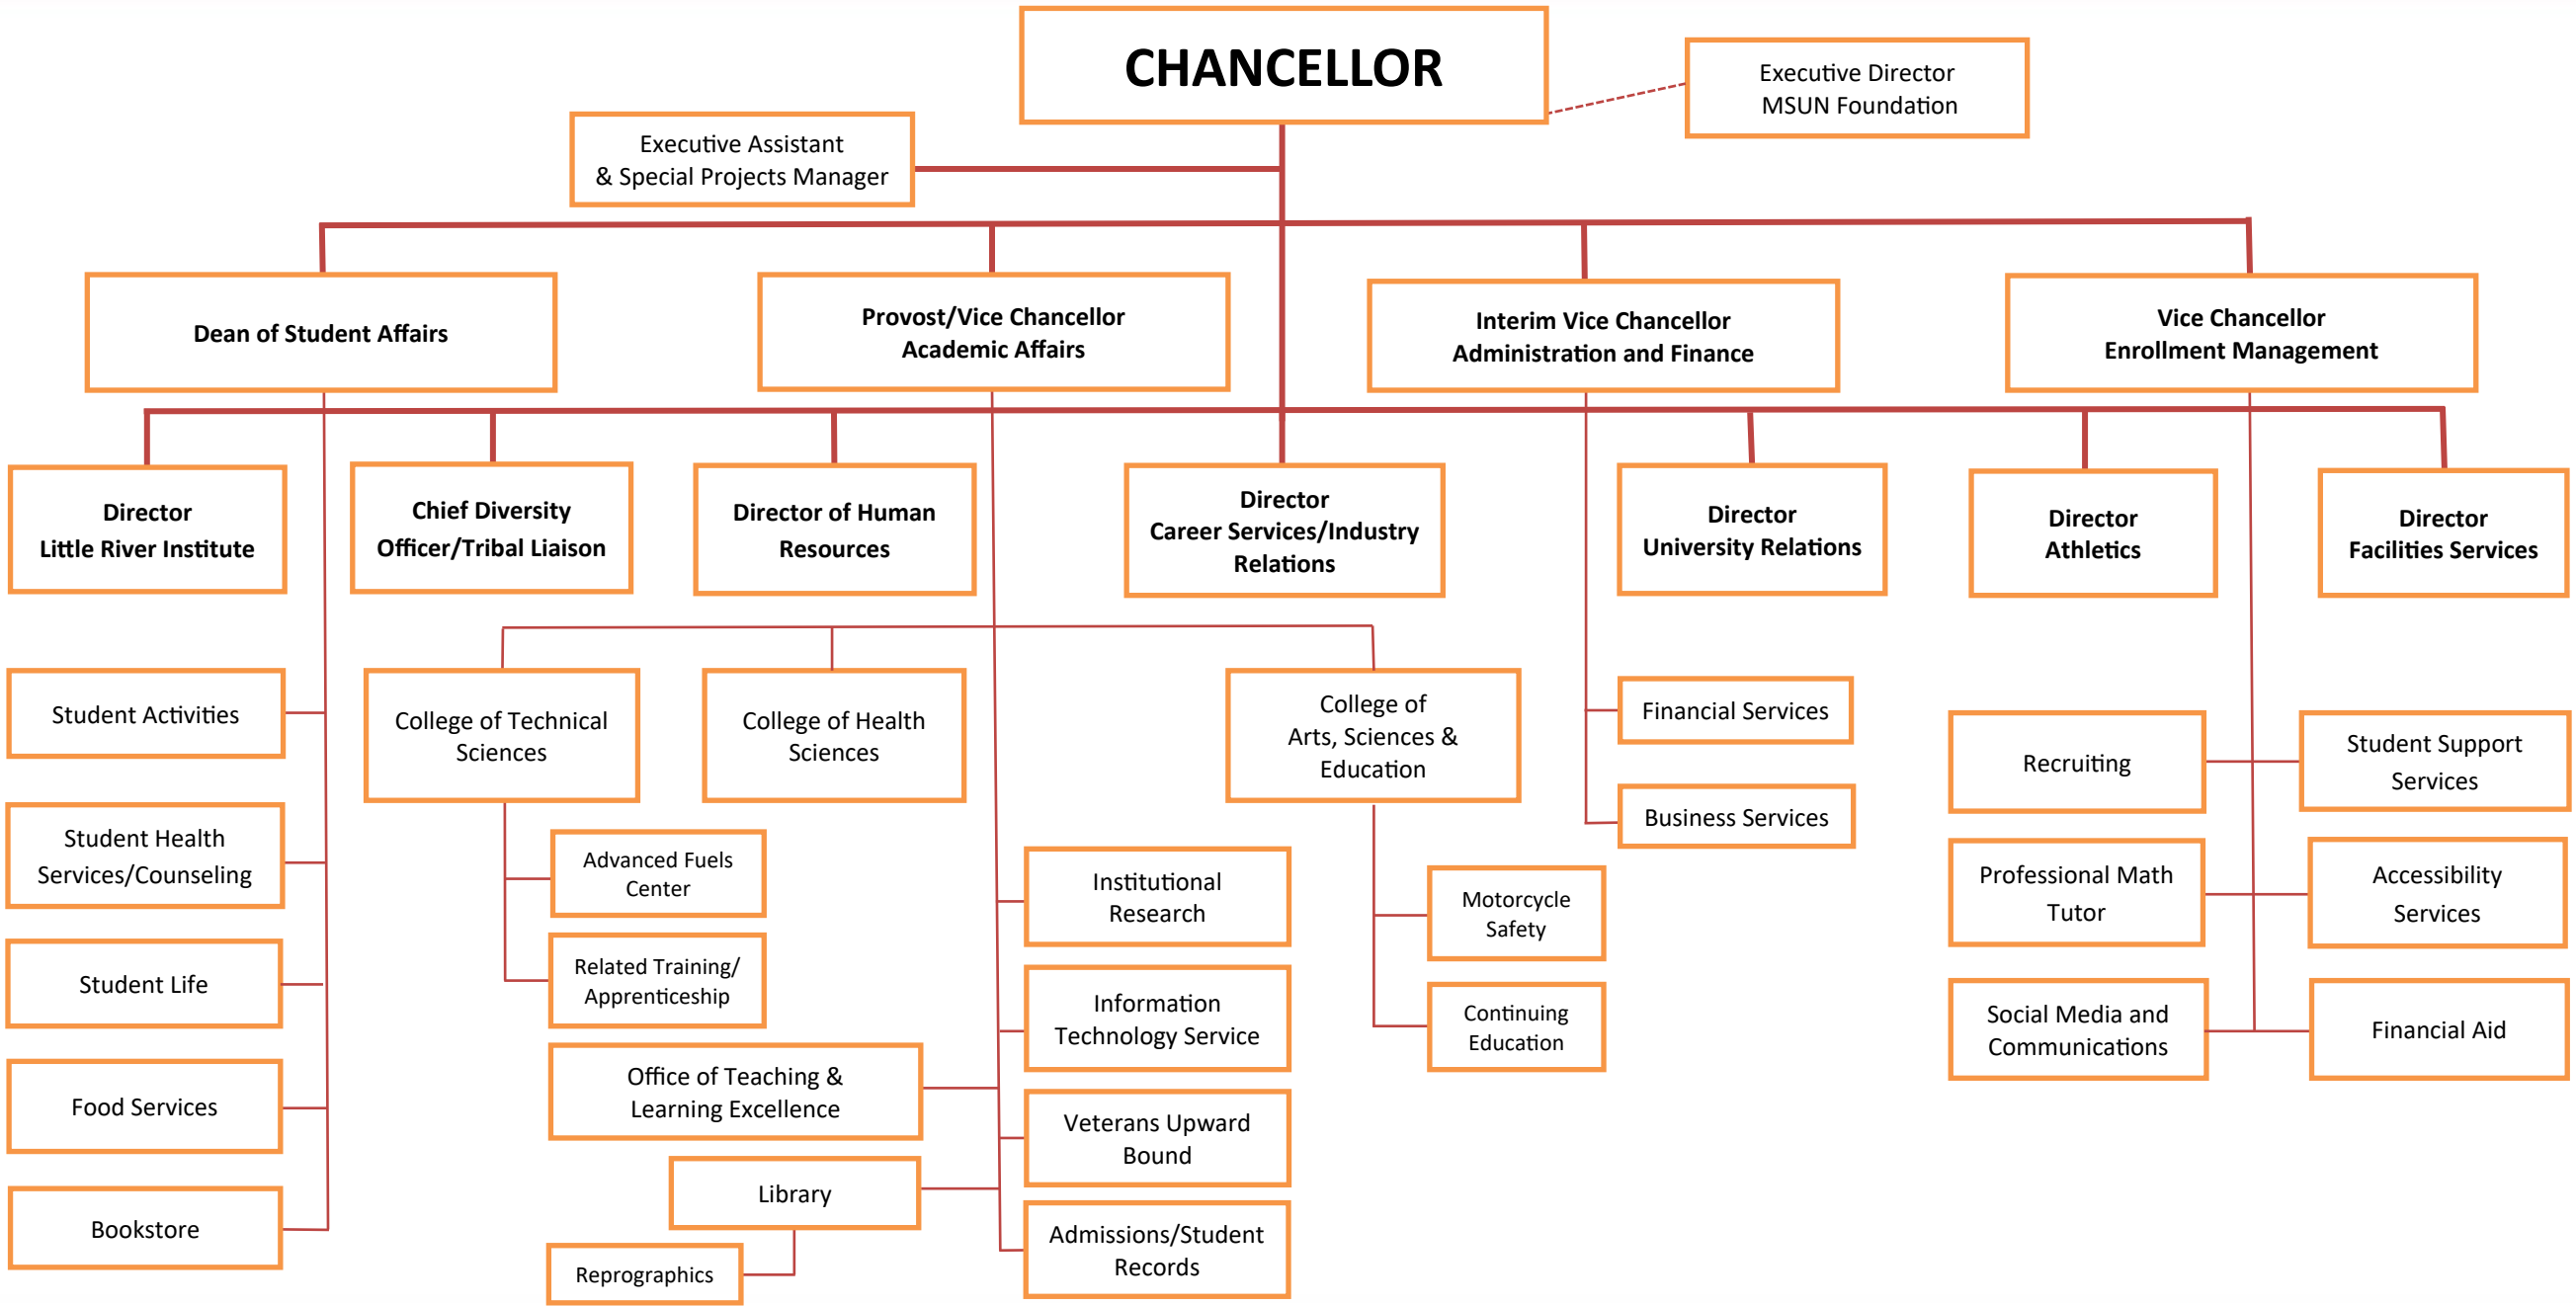 CHANCELLOR
Executive Director
MSUN Foundation
Executive Assistant
& Special Projects Manager
Dean of Student Affairs
Provost/Vice Chancellor
Academic Affairs
Interim Vice Chancellor
Administration and Finance
Vice Chancellor
Enrollment Management
Director
Little River Institute
Chief Diversity
Officer/Tribal Liaison
Director of Human
Resources
Director
Career Services/Industry
Relations
Director
University Relations
Director
Athletics
Director
Facilities Services
Student Activities
Student Health
Services/Counseling
Student Life
Food Services
Bookstore
College of Technical
Sciences
College of Health
Sciences
College of
Arts, Sciences &
Education
Advanced Fuels
Center
Related Training/
Apprenticeship
Office of Teaching &
Learning Excellence
Library
Reprographics
Institutional
Research
Information
Technology Service
Veterans Upward
Bound
Admissions/Student
Records
Motorcycle
Safety
Continuing
Education
Financial Services
Business Services
Recruiting
Student Support
Services
Professional Math
Tutor
Accessibility
Services
Social Media and
Communications
Financial Aid